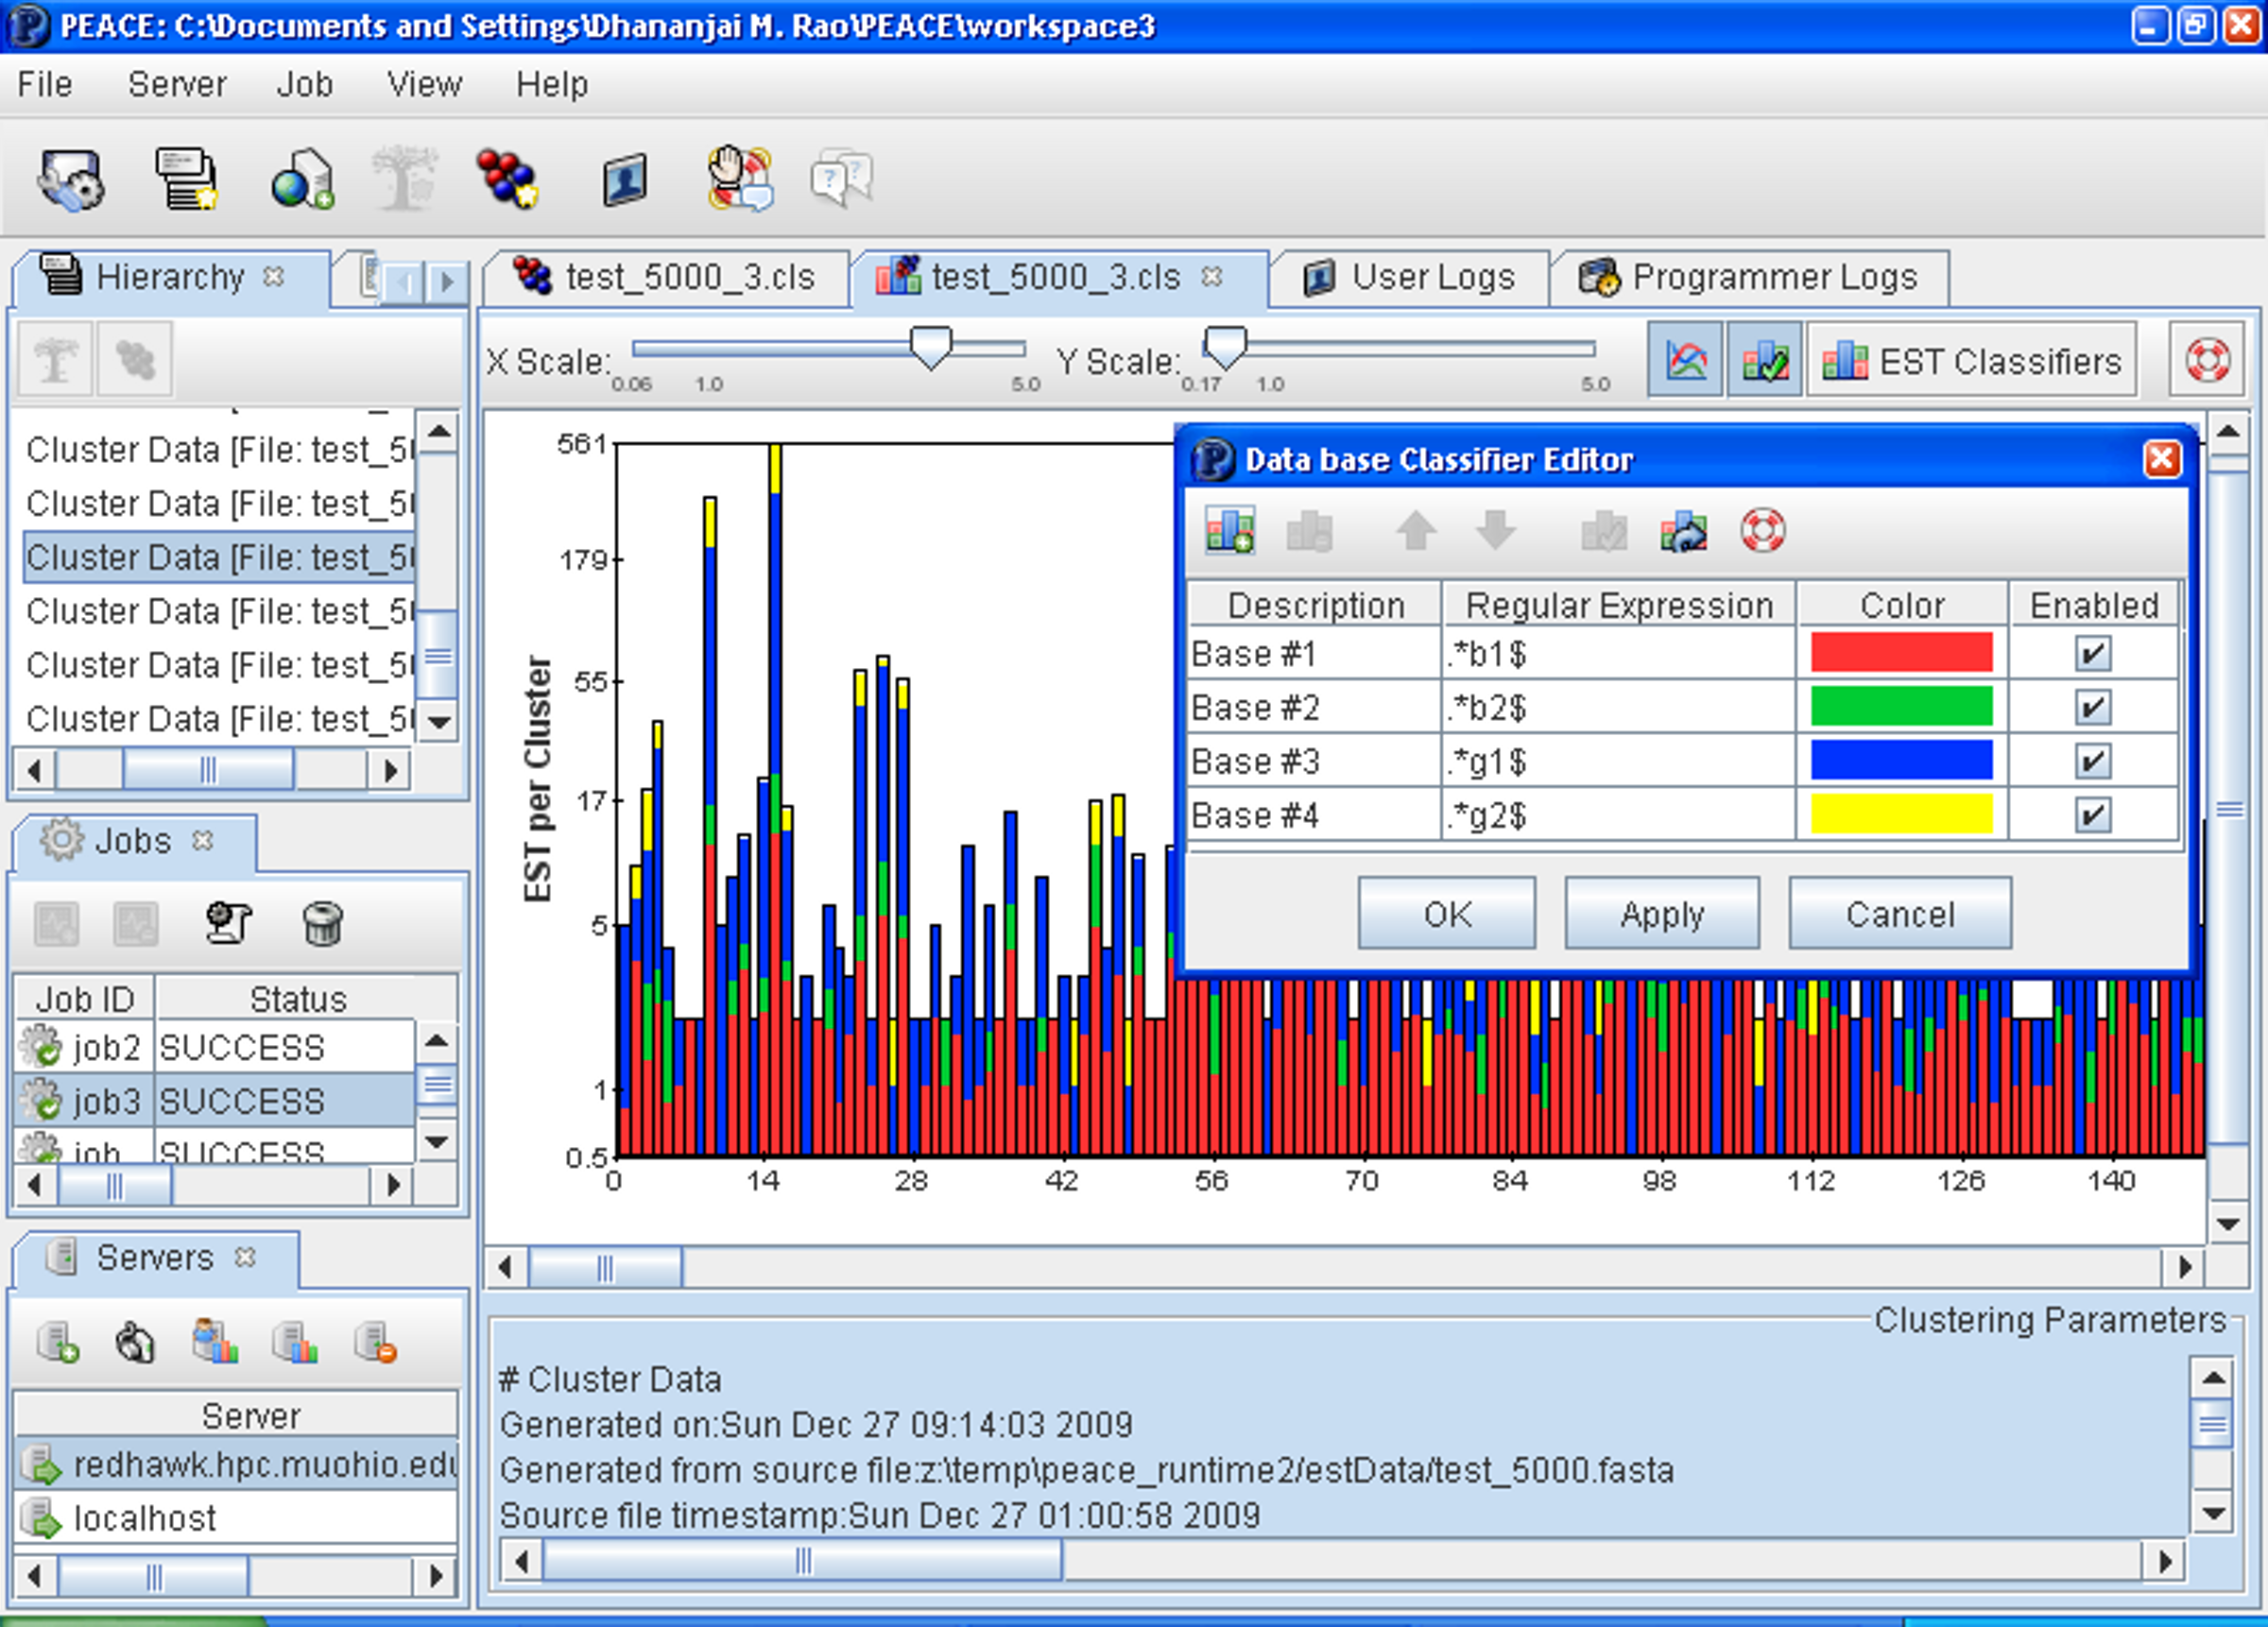 PEACE: C:\Documents and Settings\Dhananjai M. Rao\PEACE\workspace3
File Server Job View Help
Hierarchy
test_5000_3.cls
test_5000_3.cls
User Logs
Programmer Logs
X Scale:
0.06 1.0 5.0
Y Scale:
0.17 1.0 5.0
EST Classifiers
Cluster Data [File: test_5
Cluster Data [File: test_5
Cluster Data [File: test_5
Cluster Data [File: test_5
Cluster Data [File: test_5
Cluster Data [File: test_5
Jobs
Job ID Status
job2 SUCCESS
job3 SUCCESS
job SUCCESS
Servers
Server
redhawk.hpc.muohio.edu
localhost
EST per Cluster
561
179
55
17
5
1
0.5
0 14 28 42 56 70 84 98 112 126 140
Data base Classifier Editor
Description Regular Expression Color Enabled
Base #1 .*b1$
Base #2 .*b2$
Base #3 .*g1$
Base #4 .*g2$
OK Apply Cancel
Clustering Parameters
# Cluster Data
Generated on:Sun Dec 27 09:14:03 2009
Generated from source file:z:\temp\peace_runtime2/estData/test_5000.fasta
Source file timestamp:Sun Dec 27 01:00:58 2009